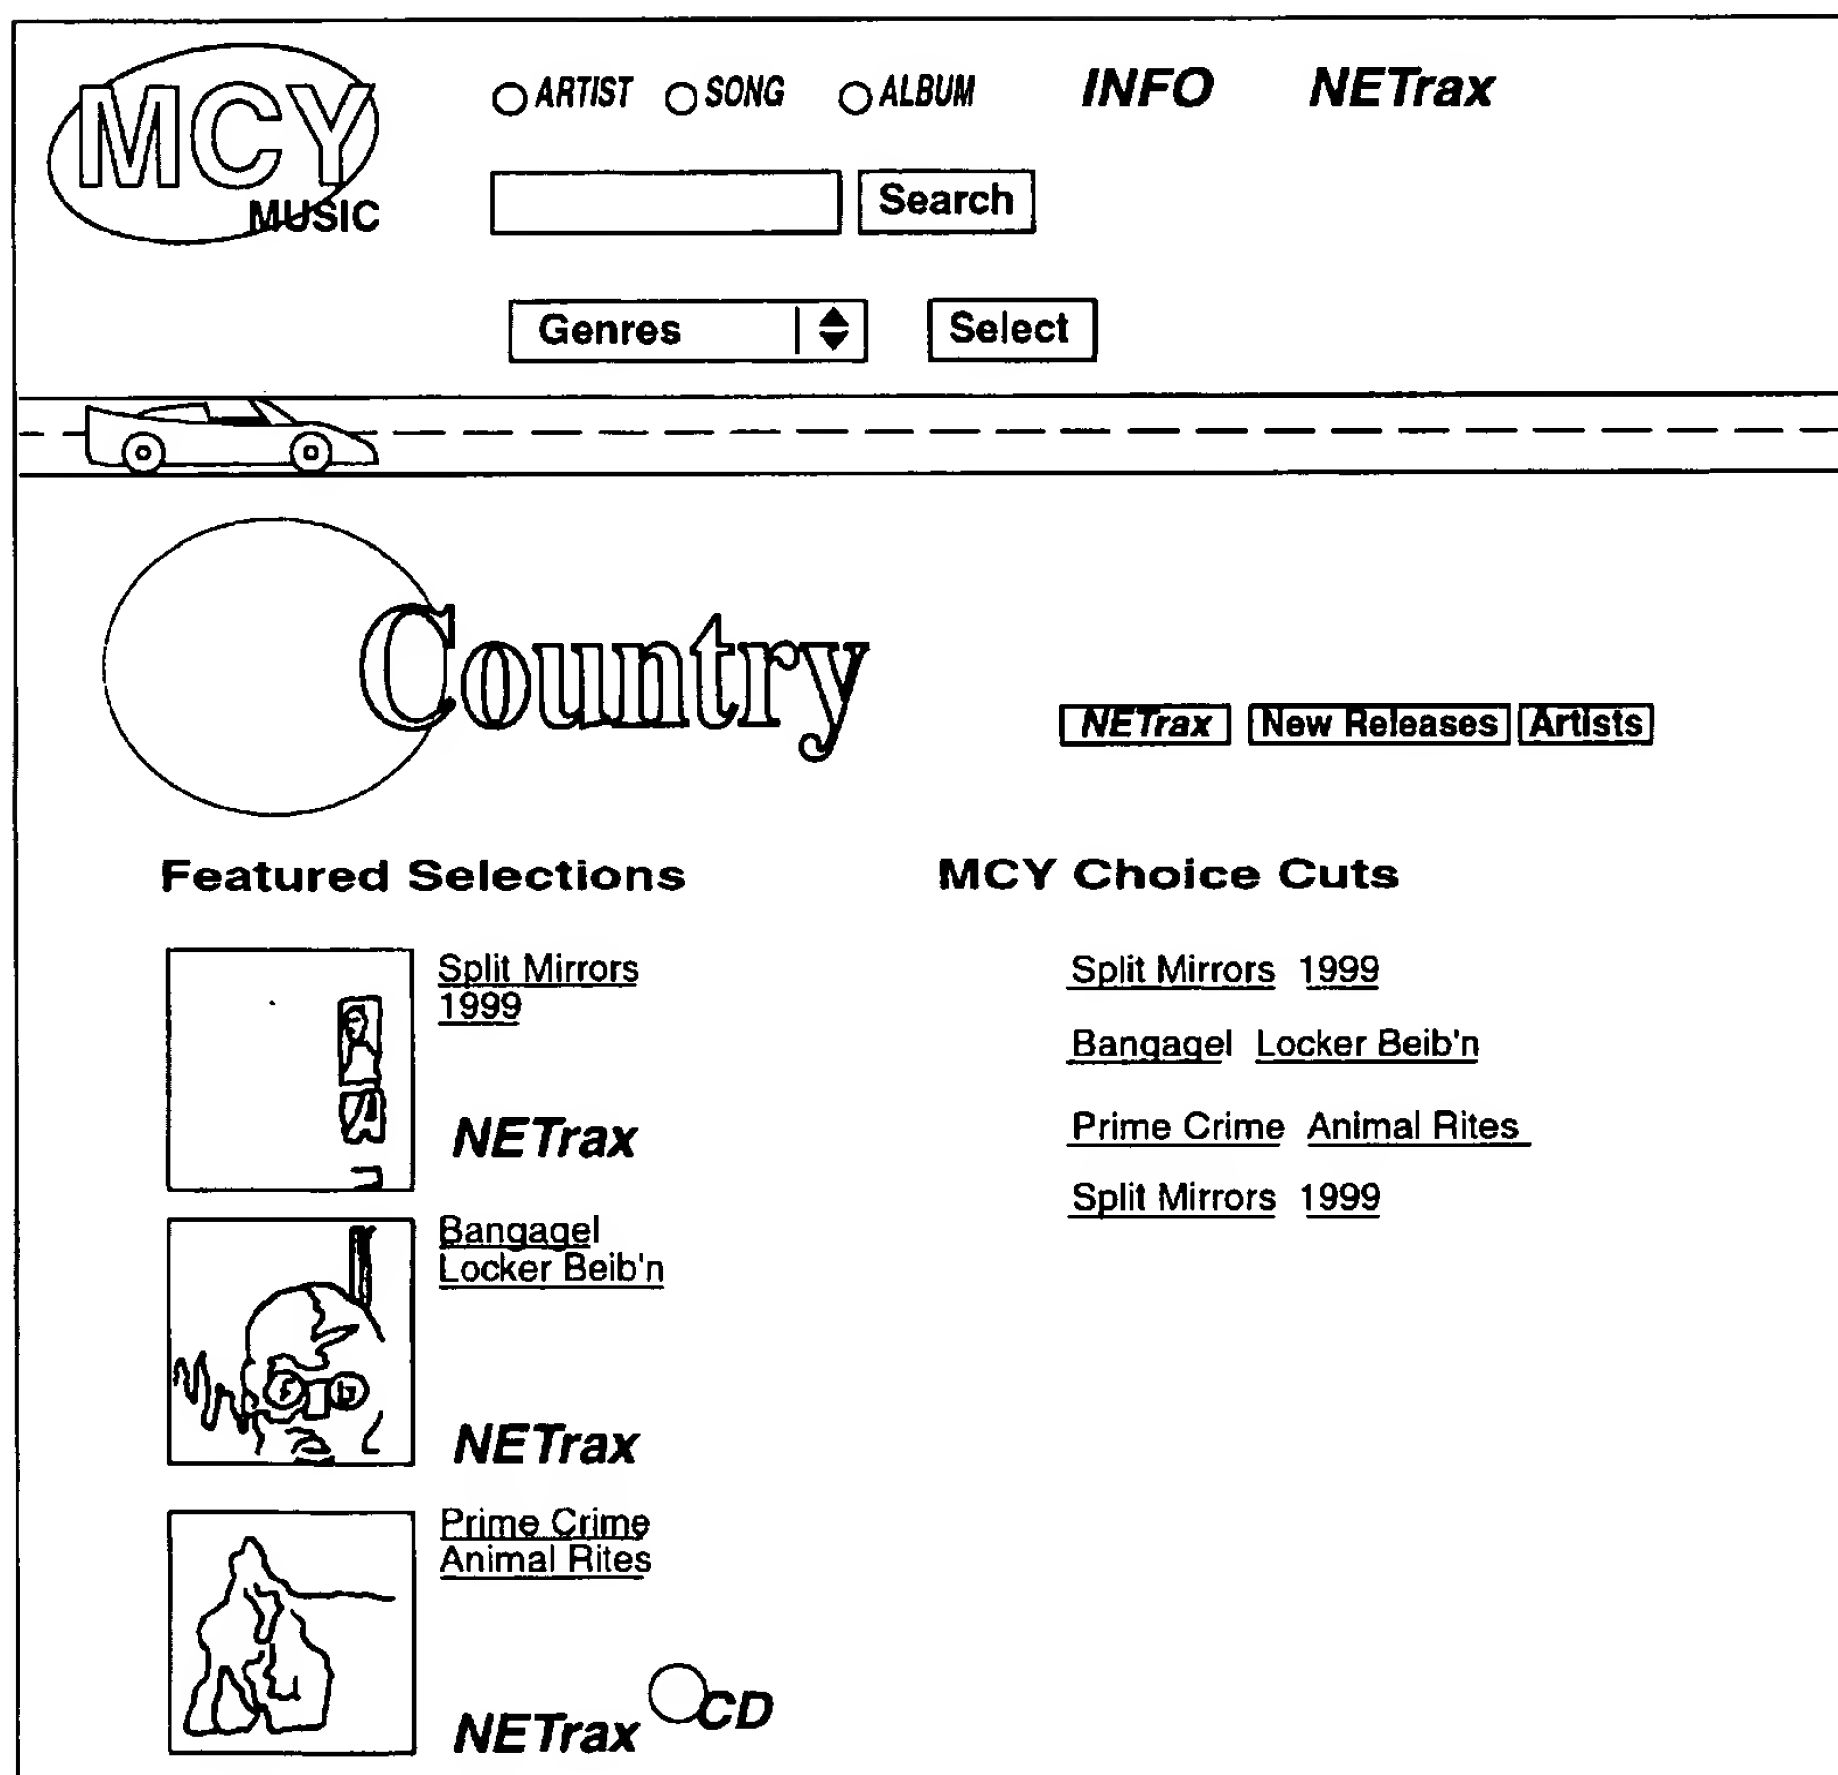 MCY
MUSIC
ARTIST SONG ALBUM INFO NETrax
Search
Genres Select
Country
NETrax New Releases Artists
Featured Selections
Split Mirrors
1999
NETrax
Bangagel
Locker Beib'n
NETrax
Prime Crime
Animal Rites
NETrax CD
MCY Choice Cuts
Split Mirrors 1999
Bangagel Locker Beib'n
Prime Crime Animal Rites
Split Mirrors 1999